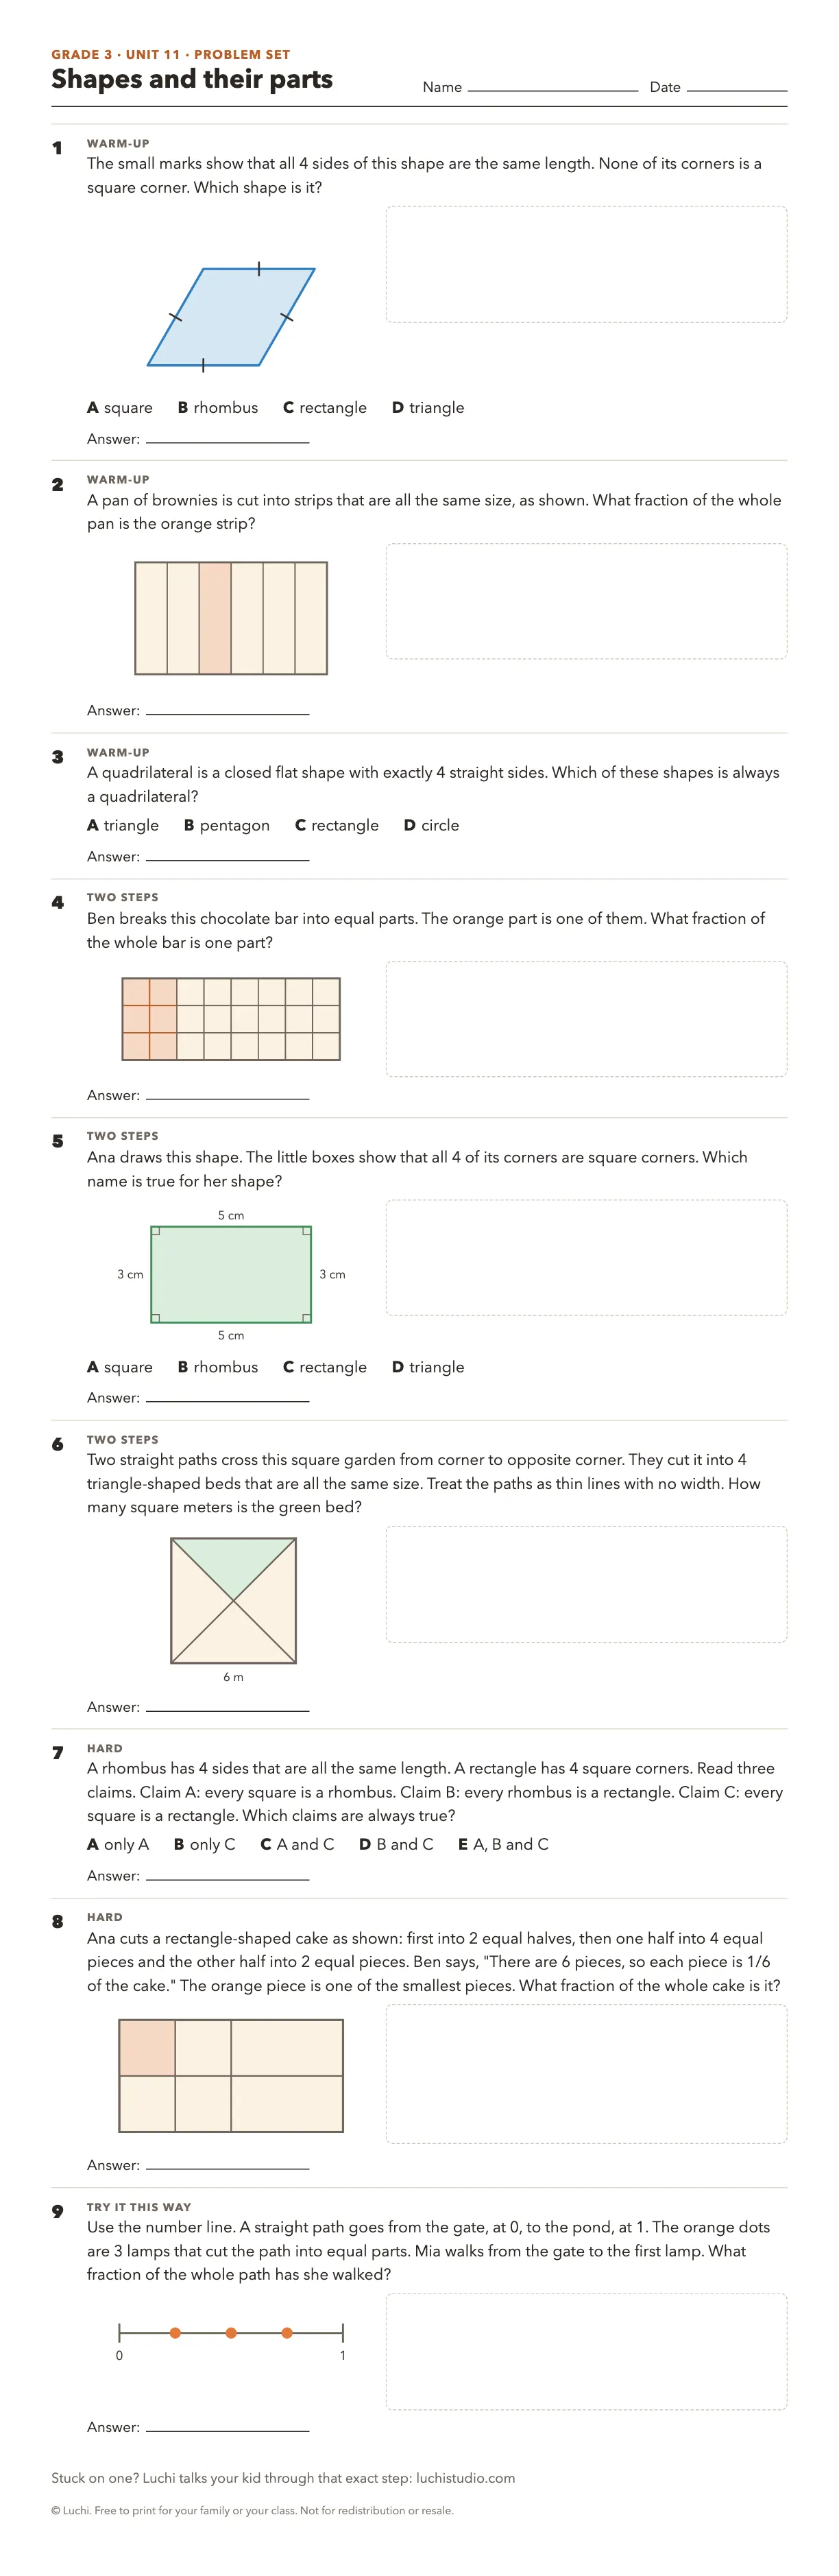 GRADE 3 · UNIT 11 · PROBLEM SET
Shapes and their parts
Name Date
1 WARM-UP
The small marks show that all 4 sides of this shape are the same length. None of its corners is a
square corner. Which shape is it?
A square B rhombus C rectangle D triangle
Answer:
2 WARM-UP
A pan of brownies is cut into strips that are all the same size, as shown. What fraction of the whole
pan is the orange strip?
Answer:
3 WARM-UP
A quadrilateral is a closed flat shape with exactly 4 straight sides. Which of these shapes is always
a quadrilateral?
A triangle B pentagon C rectangle D circle
Answer:
4 TWO STEPS
Ben breaks this chocolate bar into equal parts. The orange part is one of them. What fraction of
the whole bar is one part?
Answer:
5 TWO STEPS
Ana draws this shape. The little boxes show that all 4 of its corners are square corners. Which
name is true for her shape?
5 cm
3 cm 3 cm
5 cm
A square B rhombus C rectangle D triangle
Answer:
6 TWO STEPS
Two straight paths cross this square garden from corner to opposite corner. They cut it into 4
triangle-shaped beds that are all the same size. Treat the paths as thin lines with no width. How
many square meters is the green bed?
6 m
Answer:
7 HARD
A rhombus has 4 sides that are all the same length. A rectangle has 4 square corners. Read three
claims. Claim A: every square is a rhombus. Claim B: every rhombus is a rectangle. Claim C: every
square is a rectangle. Which claims are always true?
A only A B only C C A and C D B and C E A, B and C
Answer:
8 HARD
Ana cuts a rectangle-shaped cake as shown: first into 2 equal halves, then one half into 4 equal
pieces and the other half into 2 equal pieces. Ben says, "There are 6 pieces, so each piece is 1/6
of the cake." The orange piece is one of the smallest pieces. What fraction of the whole cake is it?
Answer:
9 TRY IT THIS WAY
Use the number line. A straight path goes from the gate, at 0, to the pond, at 1. The orange dots
are 3 lamps that cut the path into equal parts. Mia walks from the gate to the first lamp. What
fraction of the whole path has she walked?
0 1
Answer:
Stuck on one? Luchi talks your kid through that exact step: luchistudio.com
© Luchi. Free to print for your family or your class. Not for redistribution or resale.